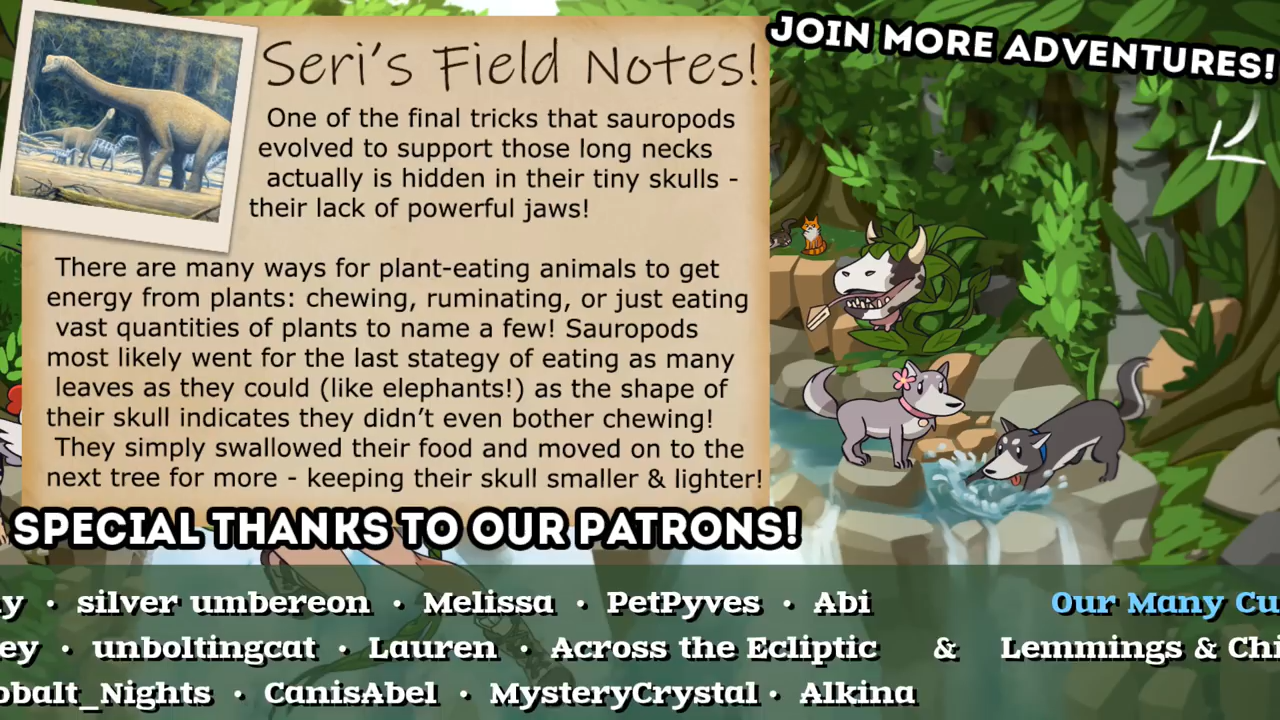 Seri's Field Notes!
JOIN MORE ADVENTURES!
One of the final tricks that sauropods
evolved to support those long necks
actually is hidden in their tiny skulls -
their lack of powerful jaws!
There are many ways for plant-eating animals to get
energy from plants: chewing, ruminating, or just eating
vast quantities of plants to name a few! Sauropods
most likely went for the last stategy of eating as many
leaves as they could (like elephants!) as the shape of
their skull indicates they didn't even bother chewing!
They simply swallowed their food and moved on to the
next tree for more - keeping their skull smaller & lighter!
SPECIAL THANKS TO OUR PATRONS!
· silver umbereon · Melissa · PetPyves · Abi Our Many
· unboltingcat · Lauren · Across the Ecliptic & Lemmings &
obalt_Nights · CanisAbel · MysteryCrystal · Alkina